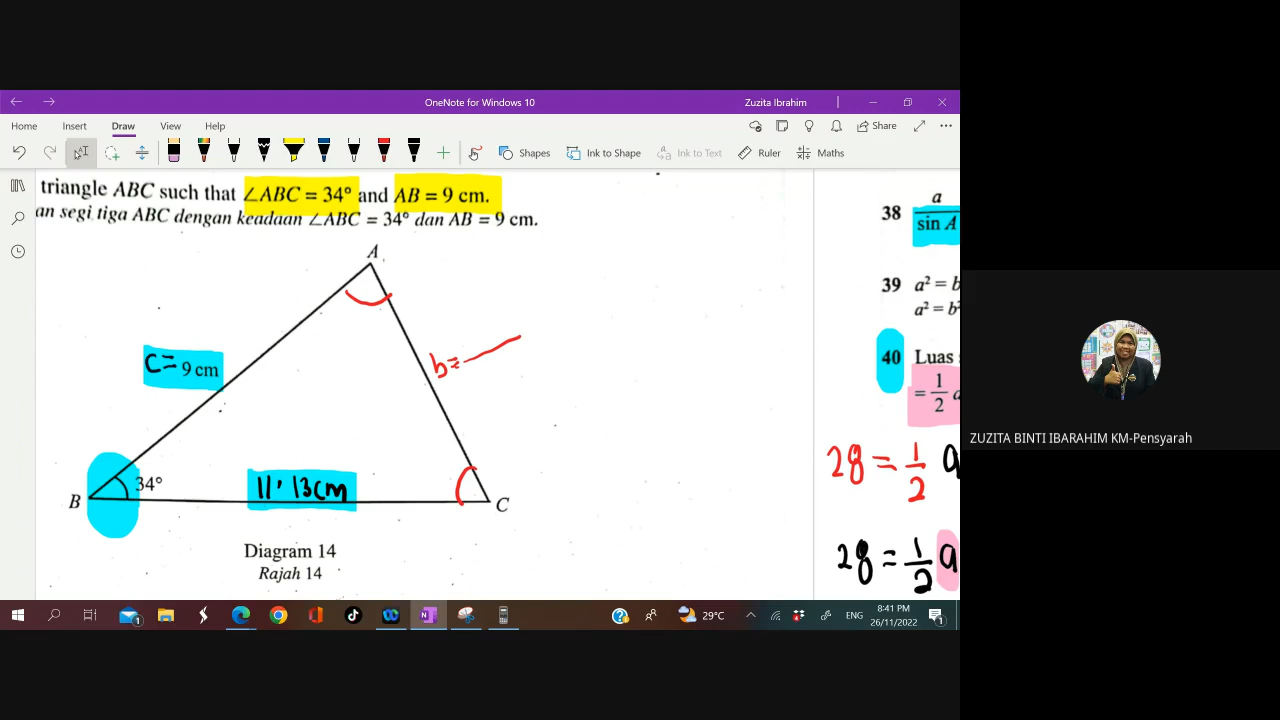 OneNote for Windows 10
Zuzita Ibrahim
Home Insert Draw View Help
Share
Shapes Ink to Shape Ink to Text Ruler Maths
triangle ABC such that ∠ABC = 34° and AB = 9 cm.
an segi tiga ABC dengan keadaan ∠ABC = 34° dan AB = 9 cm.
A
c = 9 cm
b =
B
34°
11.13cm
C
Diagram 14
Rajah 14
38 a
sin A
39 a² = b
a² = b²
40 Luas
= 1/2 a
28 = 1/2 a
28 = 1/2 a
ZUZITA BINTI IBARAHIM KM-Pensyarah
29°C
ENG
8:41 PM
26/11/2022